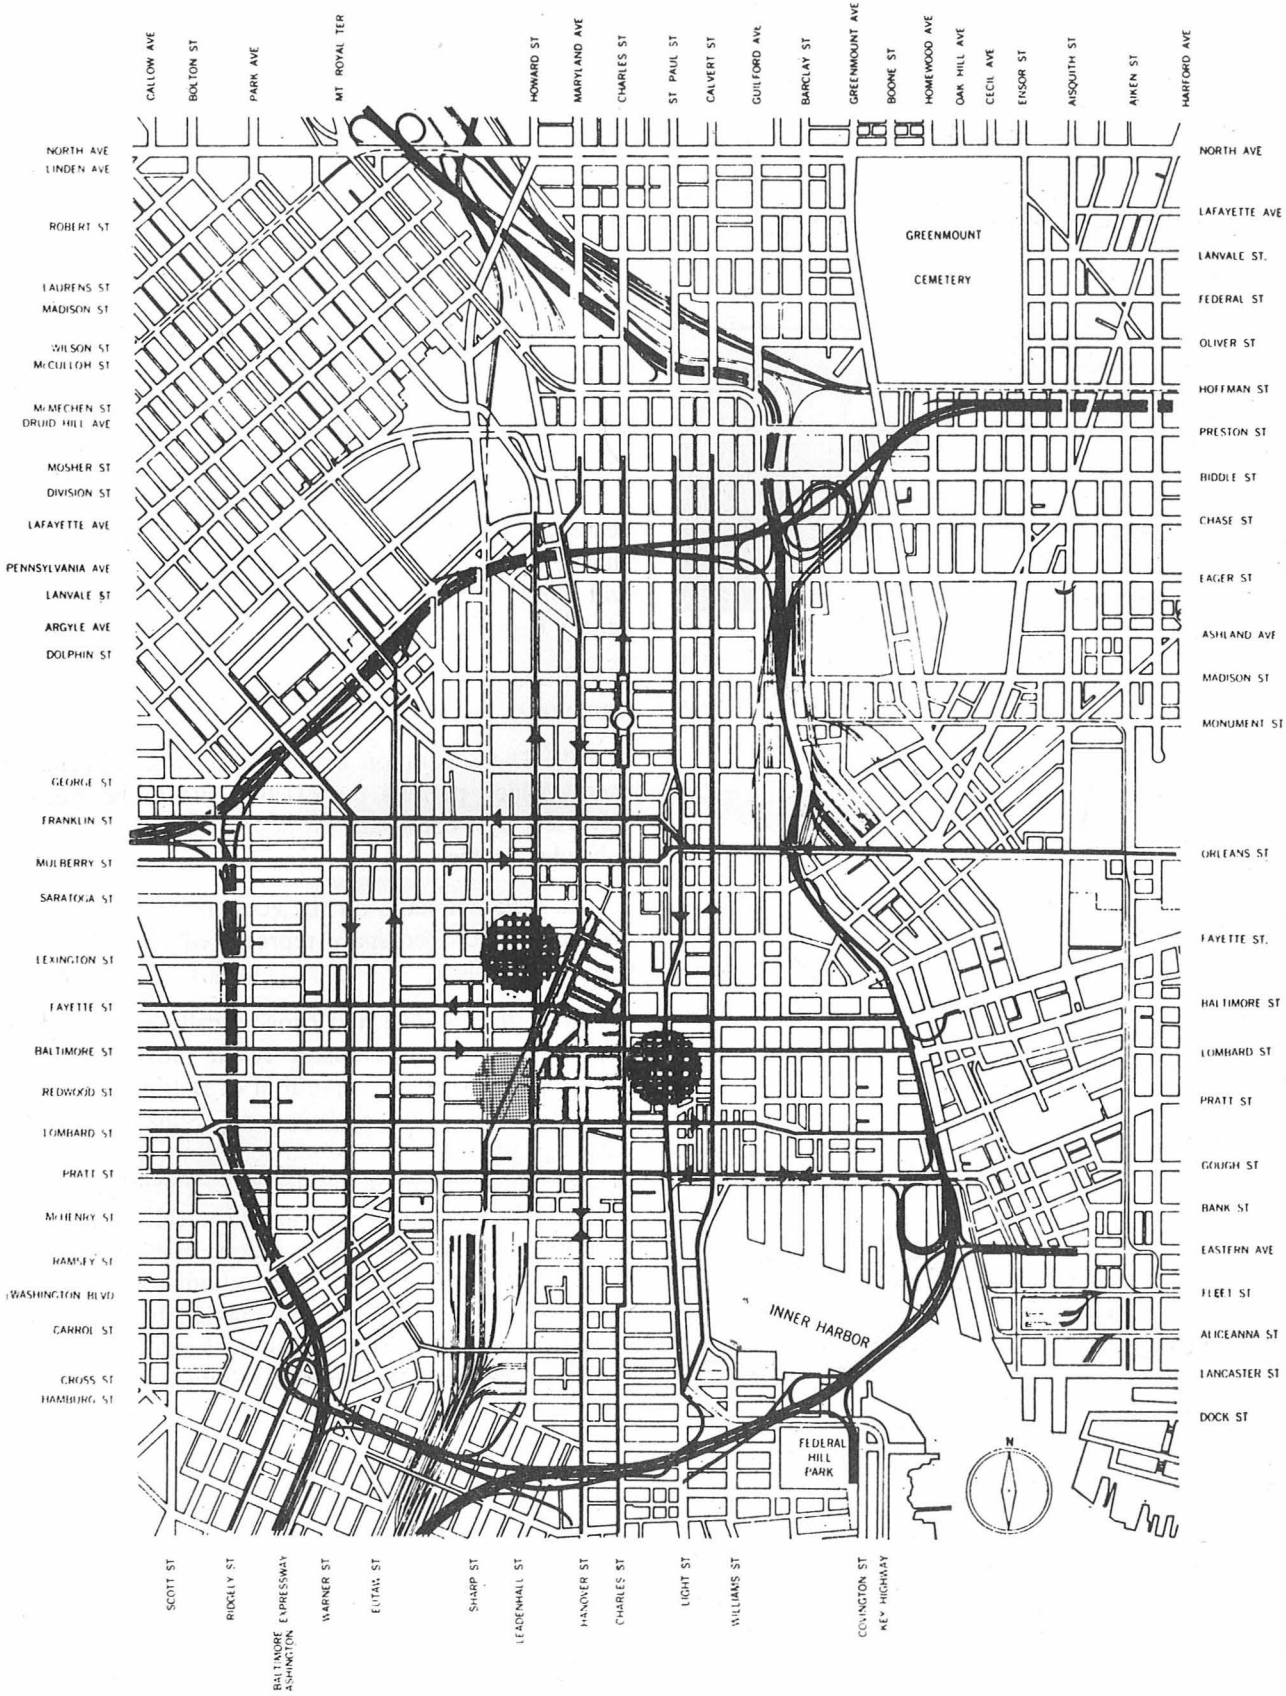 CALLOW AVE
BOLTON ST
PARK AVE
MT ROYAL TER
HOWARD ST
MARYLAND AVE
CHARLES ST
ST PAUL ST
CALVERT ST
GUILFORD AVE
BARCLAY ST
GREENMOUNT AVE
BOONE ST
HOMEWOOD AVE
OAK HILL AVE
CECIL AVE
ENSOR ST
AISQUITH ST
AIKEN ST
HARFORD AVE
NORTH AVE
LINDEN AVE
ROBERT ST
LAURENS ST
MADISON ST
WILSON ST
McCULLOH ST
McMECHEN ST
DRUID HILL AVE
MOSHER ST
DIVISION ST
LAFAYETTE AVE
PENNSYLVANIA AVE
LANVALE ST
ARGYLE AVE
DOLPHIN ST
GEORGE ST
FRANKLIN ST
MULBERRY ST
SARATOGA ST
LEXINGTON ST
FAYETTE ST
BALTIMORE ST
REDWOOD ST
LOMBARD ST
PRATT ST
McHENRY ST
RAMSEY ST
WASHINGTON BLVD
CARROL ST
CROSS ST
HAMBURG ST
GREENMOUNT
CEMETERY
INNER HARBOR
FEDERAL
HILL
PARK
N
NORTH AVE
LAFAYETTE AVE
LANVALE ST.
FEDERAL ST
OLIVER ST
HOFFMAN ST
PRESTON ST
BIDDLE ST
CHASE ST
EAGER ST
ASHLAND AVE
MADISON ST
MONUMENT ST
ORLEANS ST
FAYETTE ST.
BALTIMORE ST
LOMBARD ST
PRATT ST
GOUGH ST
BANK ST
EASTERN AVE
FLEET ST
ALICEANNA ST
LANCASTER ST
DOCK ST
SCOTT ST
RIDGELY ST
BALTIMORE EXPRESSWAY
ASHINGTON
WARNER ST
EUTAW ST
SHARP ST
LEADENHALL ST
HANOVER ST
CHARLES ST
LIGHT ST
WILLIAMS ST
COVINGTON ST
KEY HIGHWAY